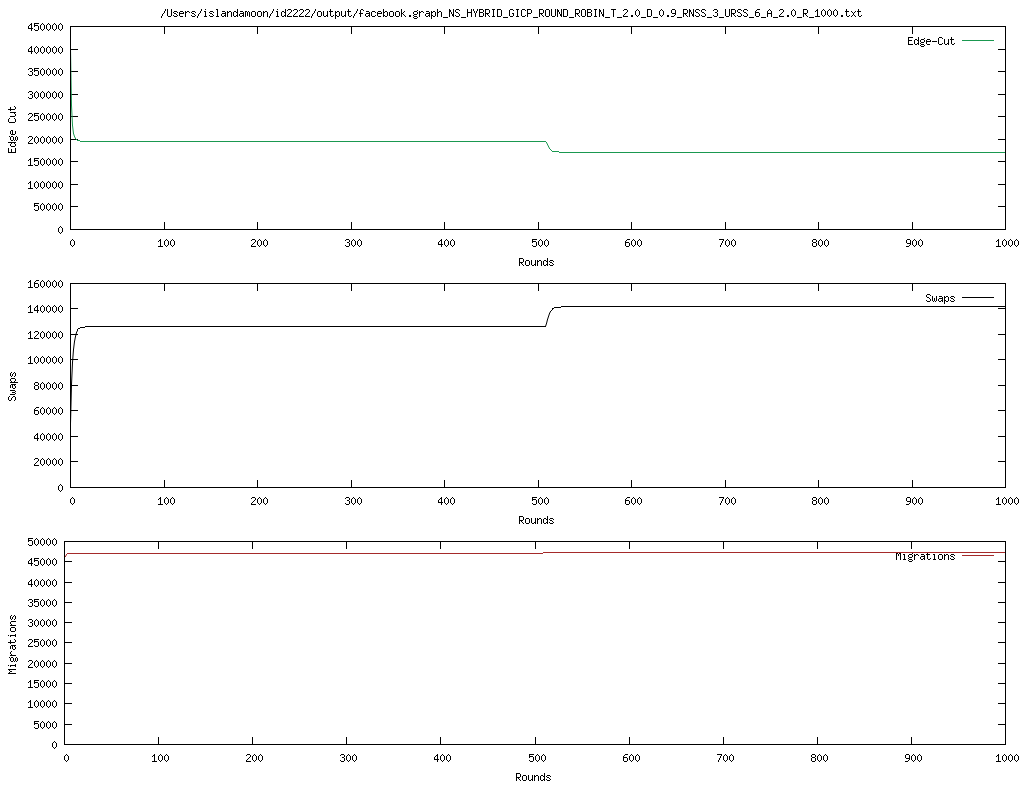 /Users/islandamoon/id2222/output/facebook.graph_NS_HYBRID_GICP_ROUND_ROBIN_T_2.0_D_0.9_RNSS_3_URSS_6_A_2.0_R_1000.txt
450000
400000
350000
300000
250000
200000
150000
100000
50000
0
Edge Cut
Edge-Cut
0 100 200 300 400 500 600 700 800 900 1000
Rounds
160000
140000
120000
100000
80000
60000
40000
20000
0
Swaps
Swaps
0 100 200 300 400 500 600 700 800 900 1000
Rounds
50000
45000
40000
35000
30000
25000
20000
15000
10000
5000
0
Migrations
Migrations
0 100 200 300 400 500 600 700 800 900 1000
Rounds